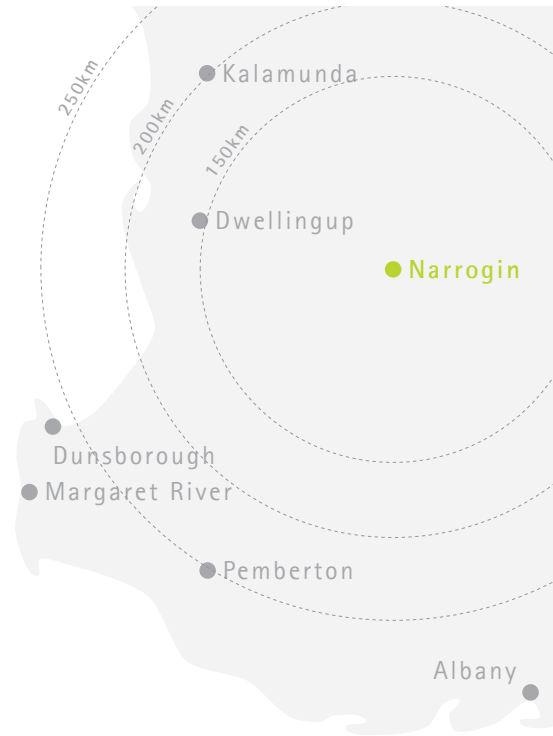 Kalamunda
250km
200km
150km
Dwellingup
Narrogin
Dunsborough
Margaret River
Pemberton
Albany